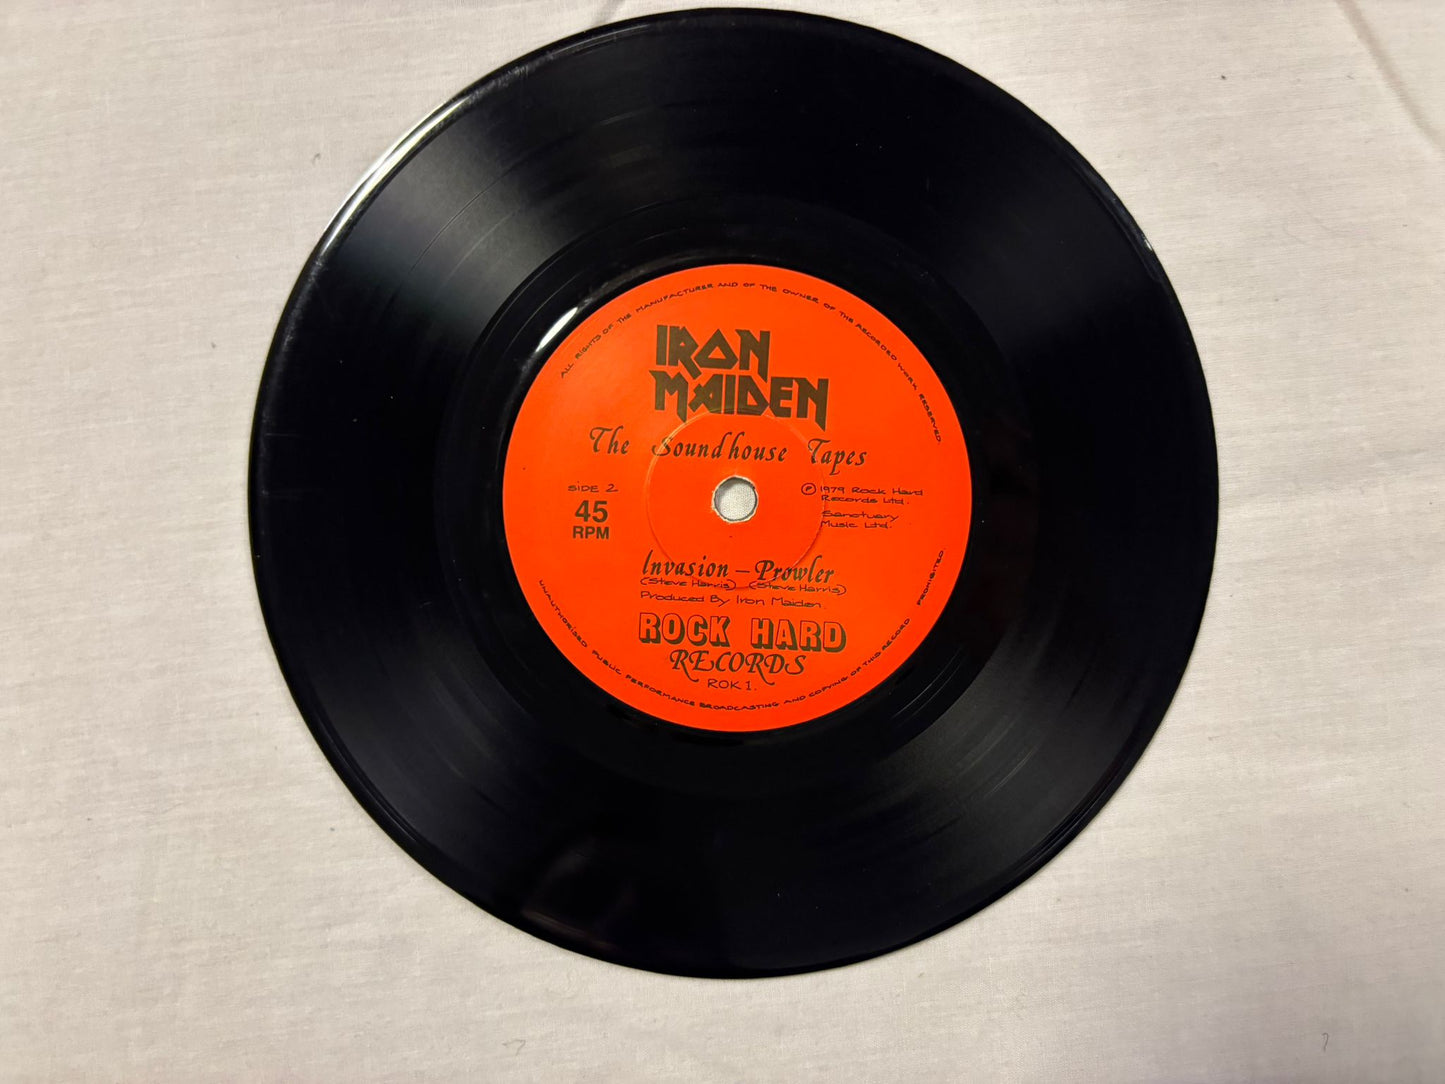 ALL RIGHTS OF THE MANUFACTURER AND OF THE OWNER OF THE RECORDED WORK RESERVED.
IRON
MAIDEN
The Soundhouse Tapes
SIDE 2
45
RPM
℗ 1979 Rock Hard
Records Ltd.
Sanctuary
Music Ltd.
Invasion – Prowler
(Steve Harris) (Steve Harris)
Produced By Iron Maiden.
ROCK HARD
RECORDS
ROK 1.
UNAUTHORISED PUBLIC PERFORMANCE BROADCASTING AND COPYING OF THIS RECORD PROHIBITED.